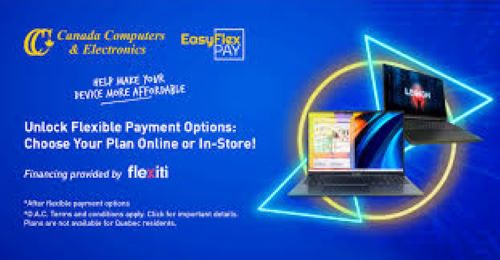 Canada Computers
& Electronics
EasyFlex
PAY
HELP MAKE YOUR
DEVICE MORE AFFORDABLE
Unlock Flexible Payment Options:
Choose Your Plan Online or In-Store!
Financing provided by flexiti
*After flexible payment options
*O.A.C. Terms and conditions apply. Click for important details.
Plans are not available for Quebec residents.
LEGION